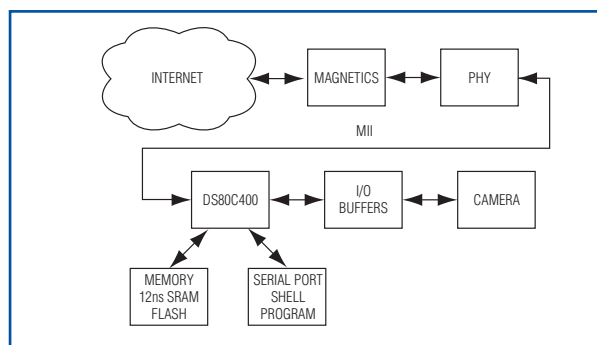 INTERNET
MAGNETICS
PHY
MII
DS80C400
I/O
BUFFERS
CAMERA
MEMORY
12ns SRAM
FLASH
SERIAL PORT
SHELL
PROGRAM